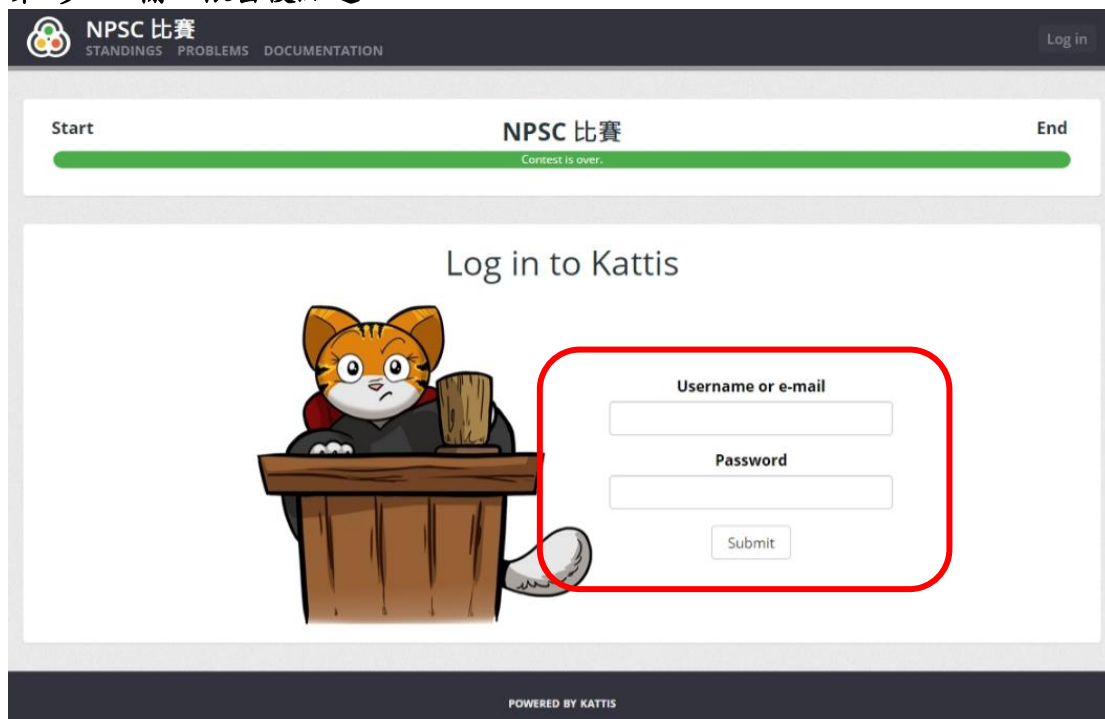 NPSC 比賽
STANDINGS PROBLEMS DOCUMENTATION
Log in
Start
NPSC 比賽
End
Contest is over.
Log in to Kattis
Username or e-mail
Password
Submit
POWERED BY KATTIS